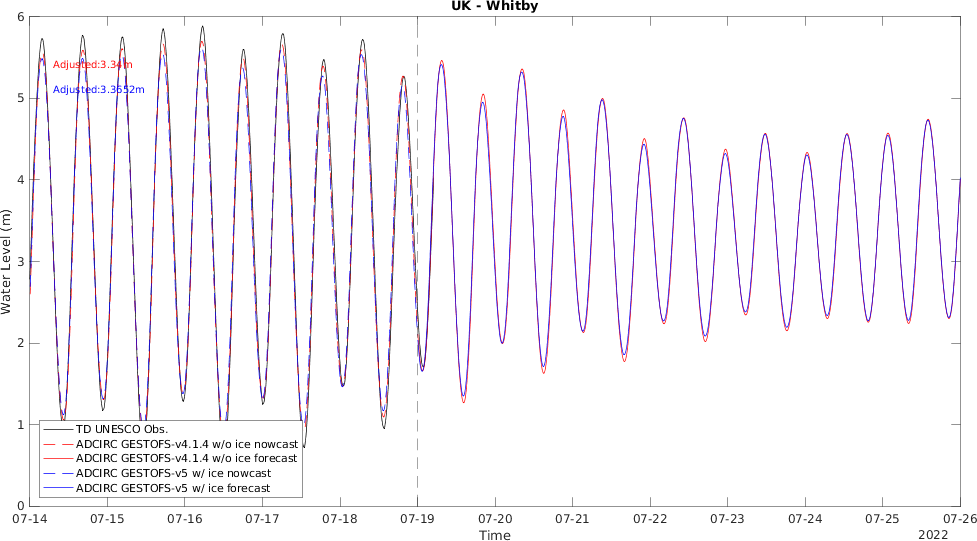 UK - Whitby
6
5
4
3
2
1
0
Water Level (m)
Adjusted:3.34m
Adjusted:3.3652m
TD UNESCO Obs.
ADCIRC GESTOFS-v4.1.4 w/o ice nowcast
ADCIRC GESTOFS-v4.1.4 w/o ice forecast
ADCIRC GESTOFS-v5 w/ ice nowcast
ADCIRC GESTOFS-v5 w/ ice forecast
07-14 07-15 07-16 07-17 07-18 07-19 07-20 07-21 07-22 07-23 07-24 07-25 07-26
Time
2022